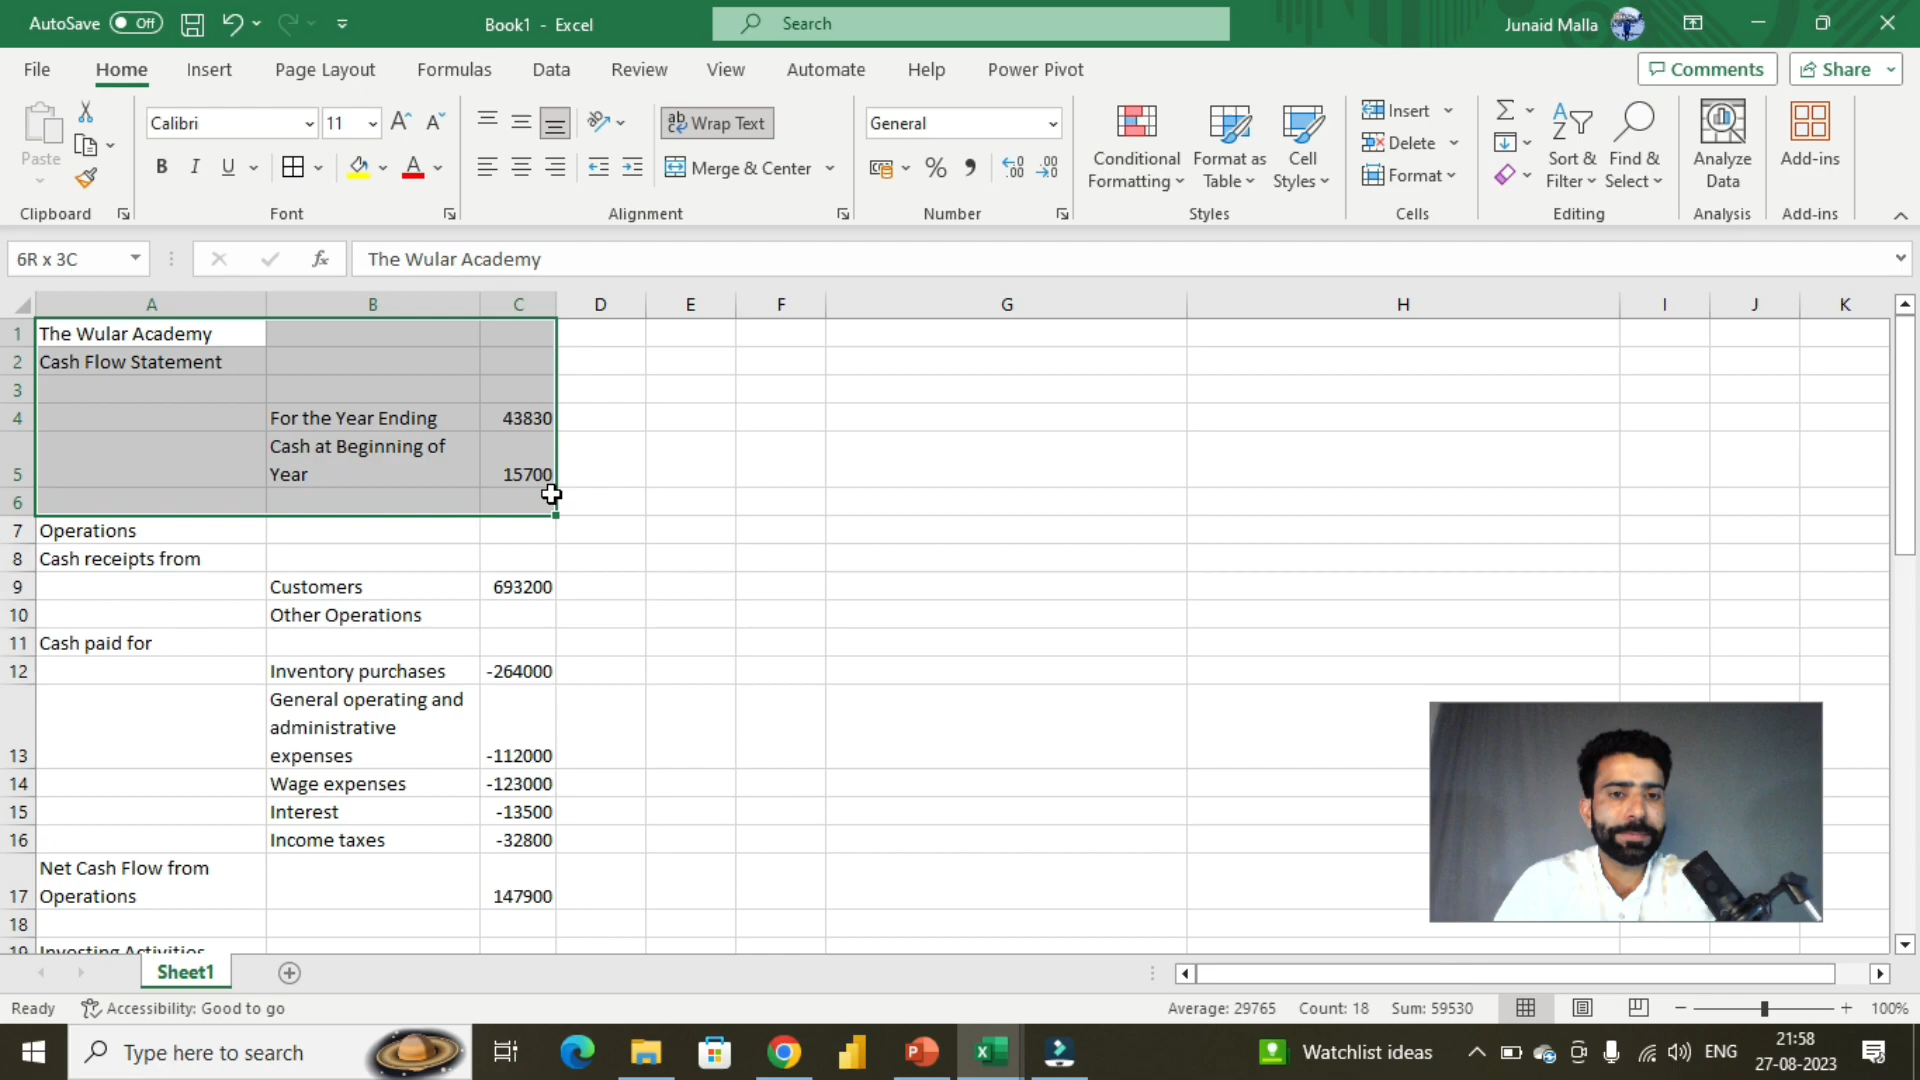 AutoSave Off
Book1 - Excel
Search
Junaid Malla
File Home Insert Page Layout Formulas Data Review View Automate Help Power Pivot
Comments Share
Paste
Calibri 11
B I U
ab Wrap Text
Merge & Center
General
Conditional Formatting
Format as Table
Cell Styles
Insert
Delete
Format
Sort & Filter
Find & Select
Analyze Data
Add-ins
Clipboard Font Alignment Number Styles Cells Editing Analysis Add-ins
6R x 3C fx The Wular Academy
A B C D E F G H I J K
1 The Wular Academy
2 Cash Flow Statement
3
4 For the Year Ending 43830
Cash at Beginning of
5 Year 15700
6
7 Operations
8 Cash receipts from
9 Customers 693200
10 Other Operations
11 Cash paid for
12 Inventory purchases -264000
General operating and
administrative
13 expenses -112000
14 Wage expenses -123000
15 Interest -13500
16 Income taxes -32800
Net Cash Flow from
17 Operations 147900
18
19 Investing Activities
Sheet1
Ready Accessibility: Good to go Average: 29765 Count: 18 Sum: 59530 100%
Type here to search
Watchlist ideas
ENG
21:58
27-08-2023